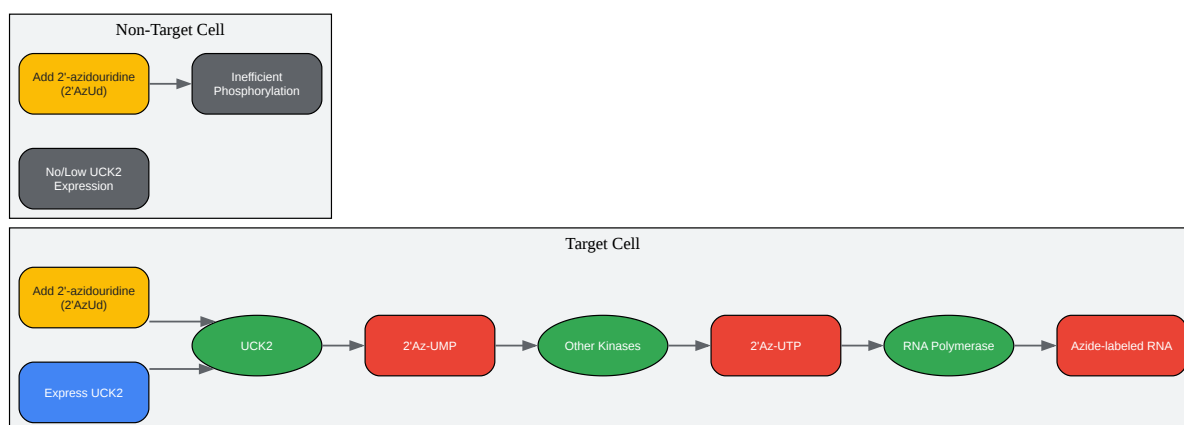 Non-Target Cell
Add 2'-azidouridine
(2'AzUd)
Inefficient
Phosphorylation
No/Low UCK2
Expression
Target Cell
Add 2'-azidouridine
(2'AzUd)
UCK2
2'Az-UMP
Other Kinases
2'Az-UTP
RNA Polymerase
Azide-labeled RNA
Express UCK2